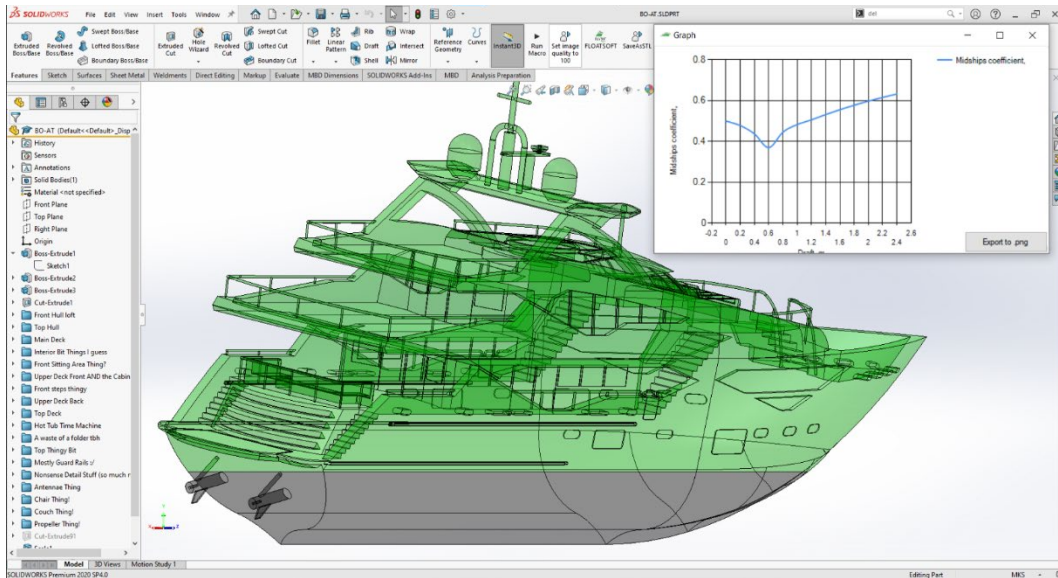 SOLIDWORKS File Edit View Insert Tools Window BO-AT.SLDPRT
Extruded Boss/Base
Revolved Boss/Base
Swept Boss/Base
Lofted Boss/Base
Boundary Boss/Base
Extruded Cut
Hole Wizard
Revolved Cut
Swept Cut
Lofted Cut
Boundary Cut
Fillet
Linear Pattern
Rib
Draft
Shell
Wrap
Intersect
Mirror
Reference Geometry
Curves
Instant3D
Run Macro
Set image quality to 100
FLOATSOFT
SaveAsSTL
Features Sketch Surfaces Sheet Metal Weldments Direct Editing Markup Evaluate MBD Dimensions SOLIDWORKS Add-Ins MBD Analysis Preparation
BO-AT (Default<<Default>_Disp
History
Sensors
Annotations
Solid Bodies(1)
Material <not specified>
Front Plane
Top Plane
Right Plane
Origin
Boss-Extrude1
Sketch1
Boss-Extrude2
Boss-Extrude3
Cut-Extrude1
Front Hull loft
Top Hull
Main Deck
Interior Bit Things I guess
Front Sitting Area Thing?
Upper Deck Front AND the Cabin
Front steps thingy
Upper Deck Back
Top Deck
Hot Tub Time Machine
A waste of a folder tbh
Top Thingy Bit
Mostly Guard Rails :/
Nonsense Detail Stuff (so much r
Antennae Thing
Chair Thing!
Couch Thing!
Propeller Thing!
Cut-Extrude81
Graph
Midships coefficient,
Midships coefficient,
0.8
0.6
0.4
0.2
0
-0.2 0.2 0.6 1 1.4 1.8 2.2 2.6
0 0.4 0.8 1.2 1.6 2 2.4
Export to .png
Model 3D Views Motion Study 1
SOLIDWORKS Premium 2020 SP4.0 Editing Part MKS